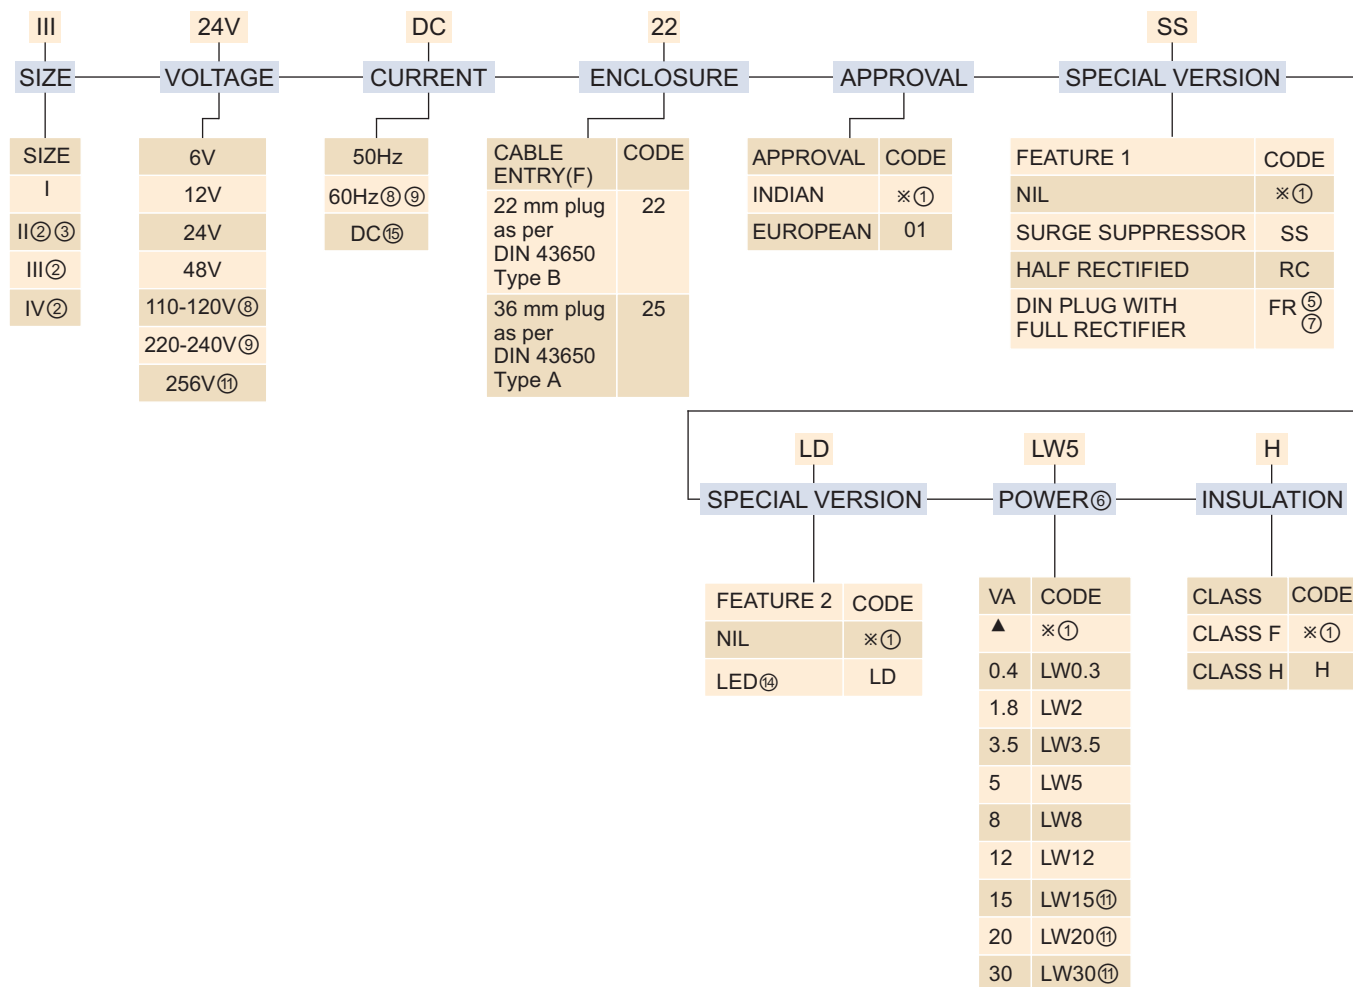 III 24V DC 22 SS
SIZE VOLTAGE CURRENT ENCLOSURE APPROVAL SPECIAL VERSION
SIZE
I
II②③
III②
IV②
6V
12V
24V
48V
110-120V⑧
220-240V⑨
256V⑪
50Hz
60Hz⑧⑨
DC⑮
CABLE CODE
ENTRY(F)
22 mm plug 22
as per
DIN 43650
Type B
36 mm plug 25
as per
DIN 43650
Type A
APPROVAL CODE
INDIAN ※①
EUROPEAN 01
FEATURE 1 CODE
NIL ※①
SURGE SUPPRESSOR SS
HALF RECTIFIED RC
DIN PLUG WITH FR⑤
FULL RECTIFIER ⑦
LD LW5 H
SPECIAL VERSION POWER⑥ INSULATION
FEATURE 2 CODE
NIL ※①
LED⑭ LD
VA CODE
▲ ※①
0.4 LW0.3
1.8 LW2
3.5 LW3.5
5 LW5
8 LW8
12 LW12
15 LW15⑪
20 LW20⑪
30 LW30⑪
CLASS CODE
CLASS F ※①
CLASS H H